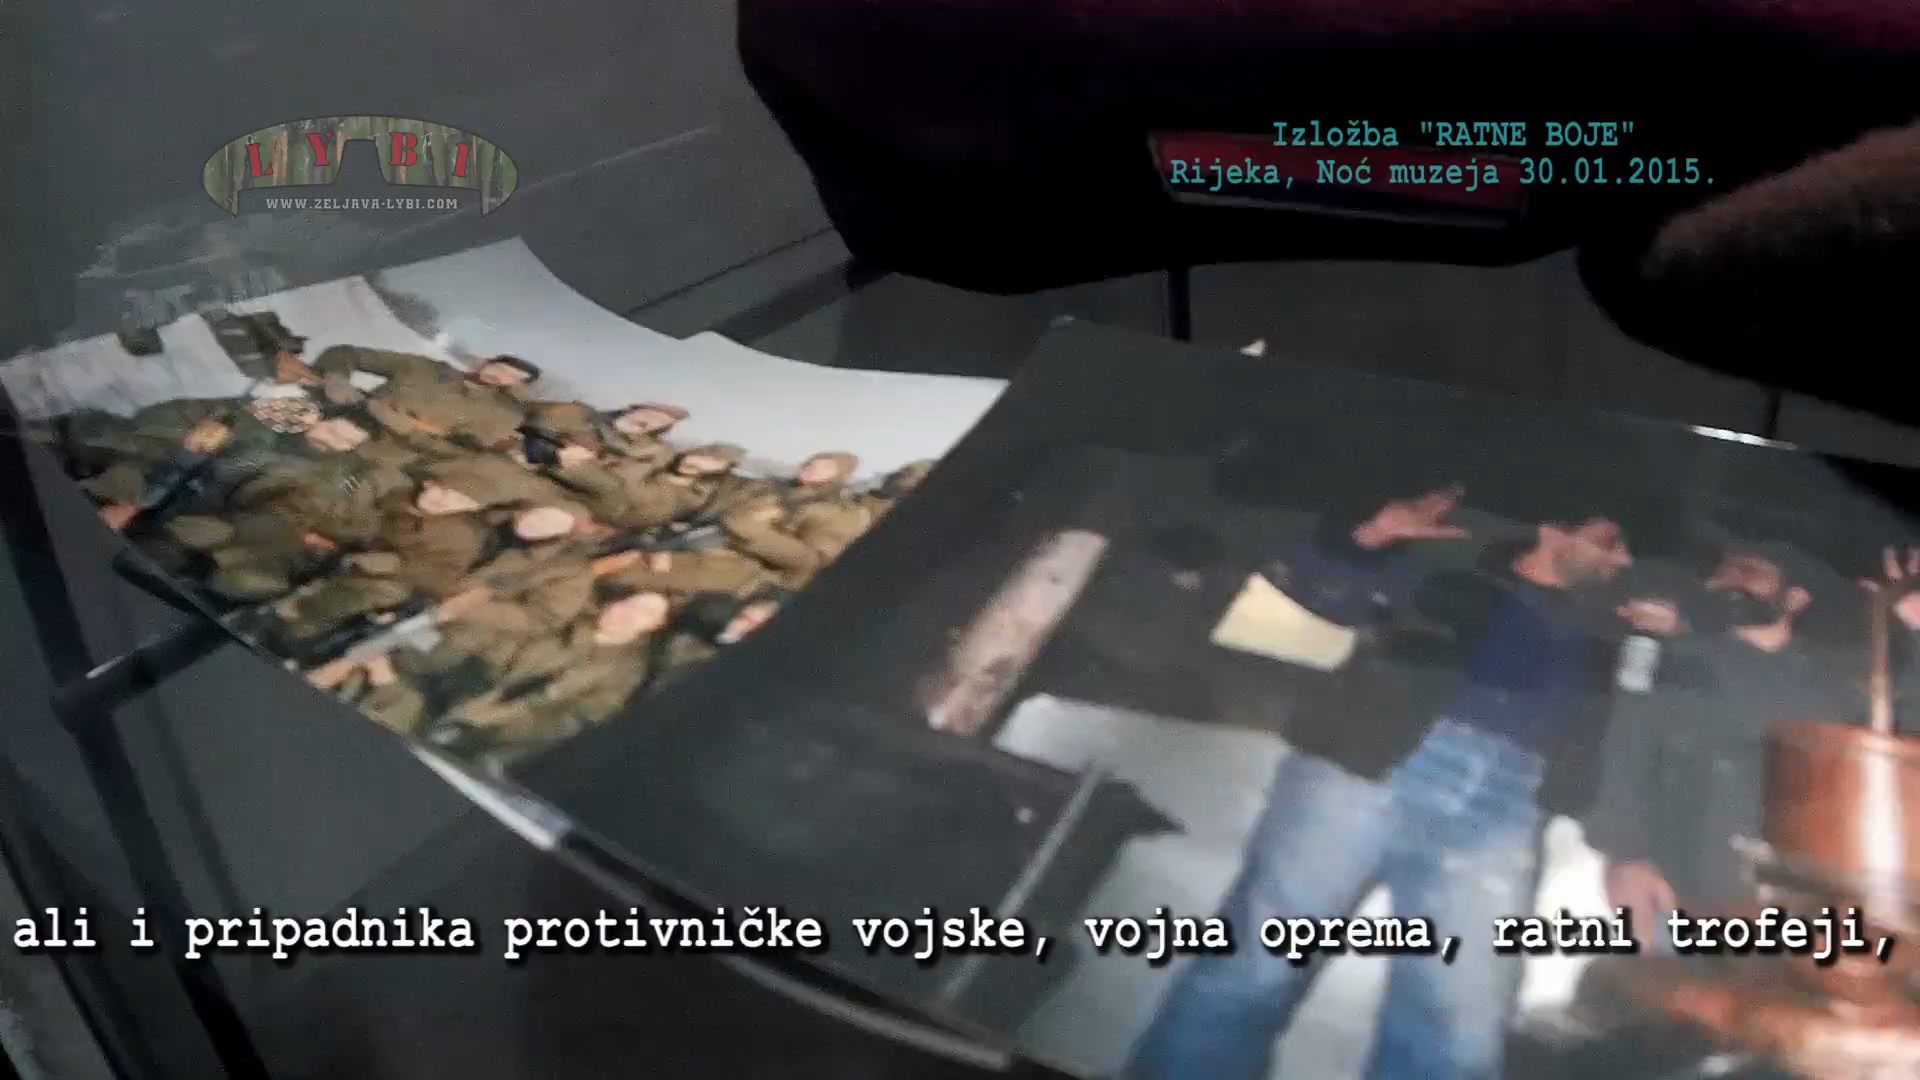 L Y B I
WWW.ZELJAVA-LYBI.COM
Izložba "RATNE BOJE"
Rijeka, Noć muzeja 30.01.2015.
ali i pripadnika protivničke vojske, vojna oprema, ratni trofeji,